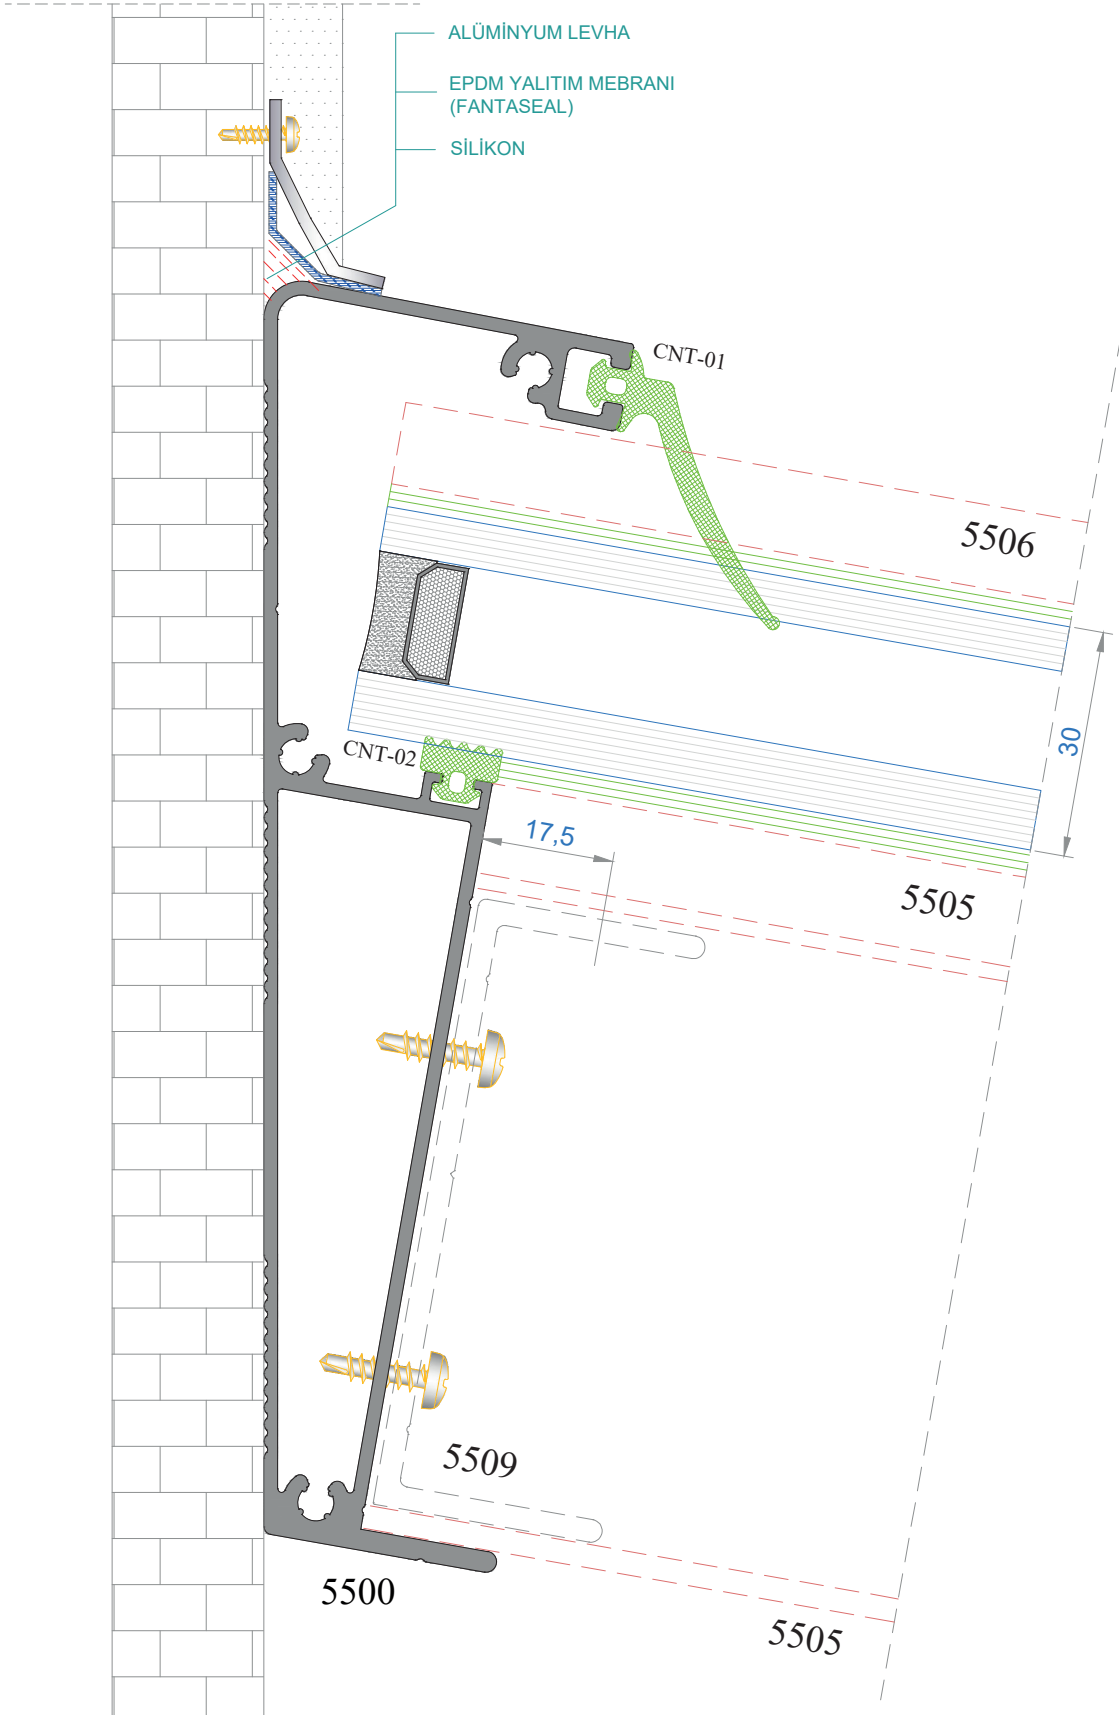 ALÜMİNYUM LEVHA
EPDM YALITIM MEBRANI
(FANTASEAL)
SİLİKON
CNT-01
5506
30
CNT-02
17,5
5505
5509
5500
5505